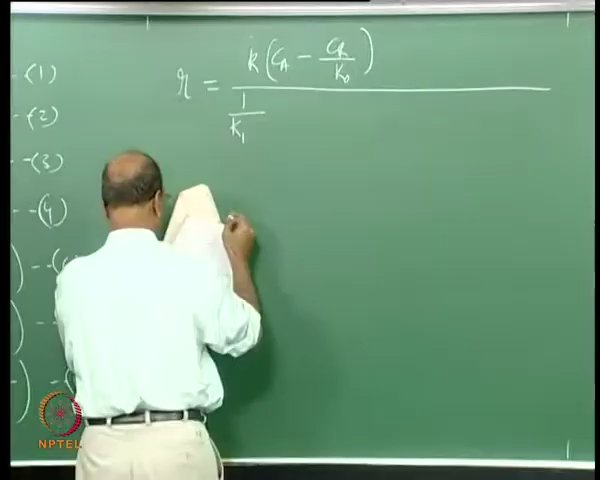 - (1)
- - (2)
- - (3)
- - (4)
r = k (C_A - C_R / K_0) / 1 / K_1
NPTEL